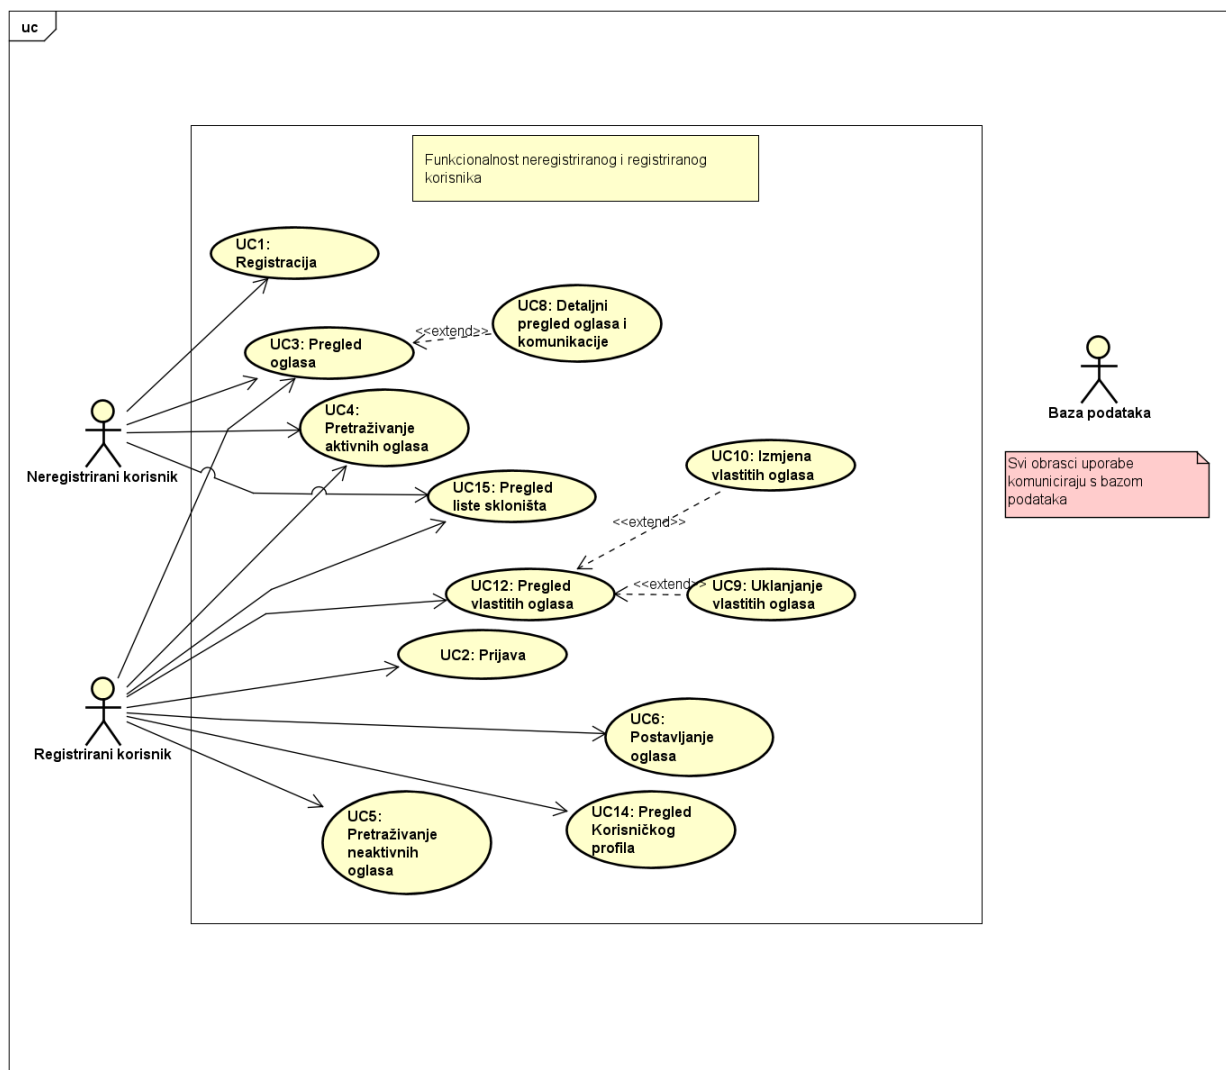 uc
Funkcionalnost neregistriranog i registriranog
korisnika
UC1:
Registracija
UC8: Detaljni
pregled oglasa i
komunikacije
<<extend>>
UC3: Pregled
oglasa
UC4:
Pretraživanje
aktivnih oglasa
Baza podataka
Neregistrirani korisnik
UC10: Izmjena
vlastitih oglasa
Svi obrasci uporabe
komuniciraju s bazom
podataka
UC15: Pregled
liste skloništa
<<extend>>
UC12: Pregled
vlastitih oglasa
<<extend>>
UC9: Uklanjanje
vlastitih oglasa
UC2: Prijava
UC6:
Postavljanje
oglasa
Registrirani korisnik
UC5:
Pretraživanje
neaktivnih
oglasa
UC14: Pregled
Korisničkog
profila